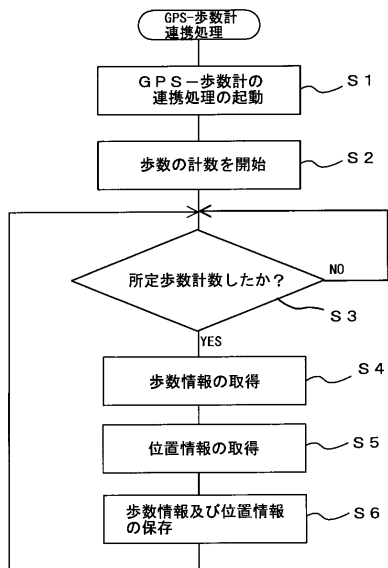 GPS-歩数計
連携処理
GPS-歩数計の
連携処理の起動
S1
歩数の計数を開始
S2
所定歩数計数したか?
NO
S3
YES
歩数情報の取得
S4
位置情報の取得
S5
歩数情報及び位置情報
の保存
S6